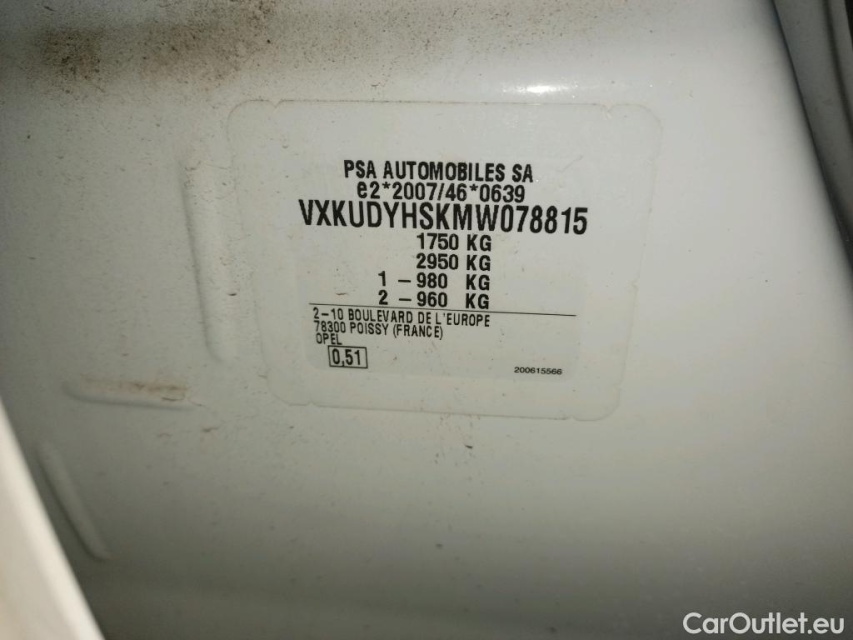 PSA AUTOMOBILES SA
e2*2007/46*0639
VXKUDYHSKMW078815
1750 KG
2950 KG
1 –980 KG
2 –960 KG
2–10 BOULEVARD DE L'EUROPE
78300 POISSY (FRANCE)
OPEL
0,51
200615566
CarOutlet.eu